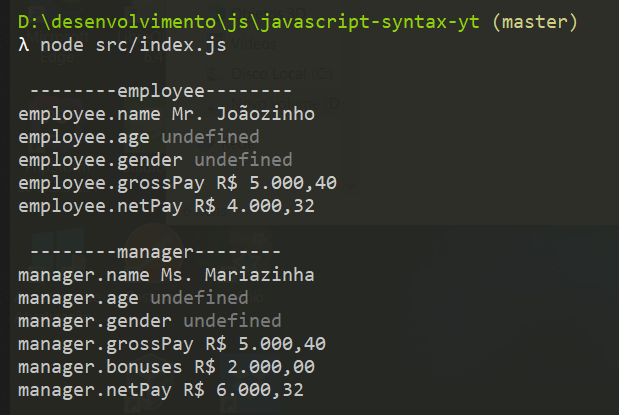 D:\desenvolvimento\js\javascript-syntax-yt (master)
λ node src/index.js
--------employee--------
employee.name Mr. Joãozinho
employee.age undefined
employee.gender undefined
employee.grossPay R$ 5.000,40
employee.netPay R$ 4.000,32
--------manager--------
manager.name Ms. Mariazinha
manager.age undefined
manager.gender undefined
manager.grossPay R$ 5.000,40
manager.bonuses R$ 2.000,00
manager.netPay R$ 6.000,32